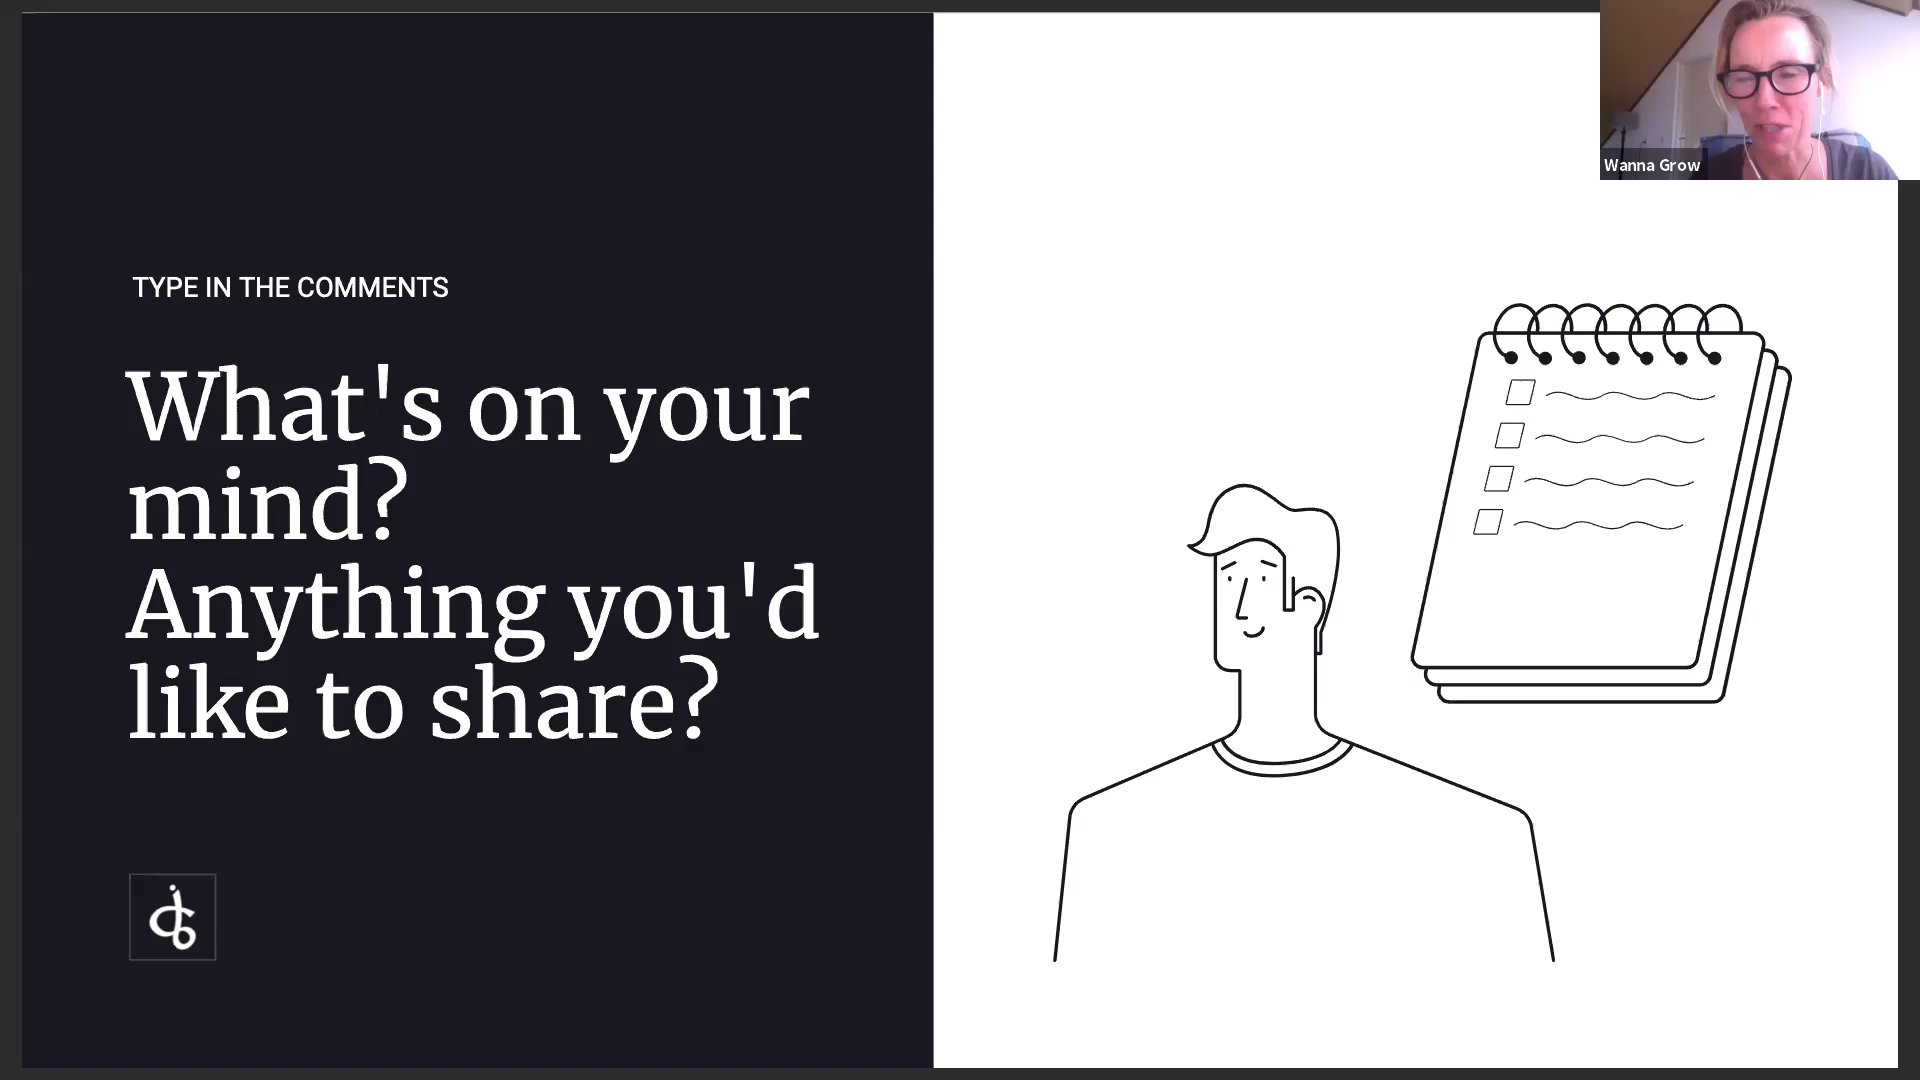 TYPE IN THE COMMENTS
What's on your
mind?
Anything you'd
like to share?
Wanna Grow